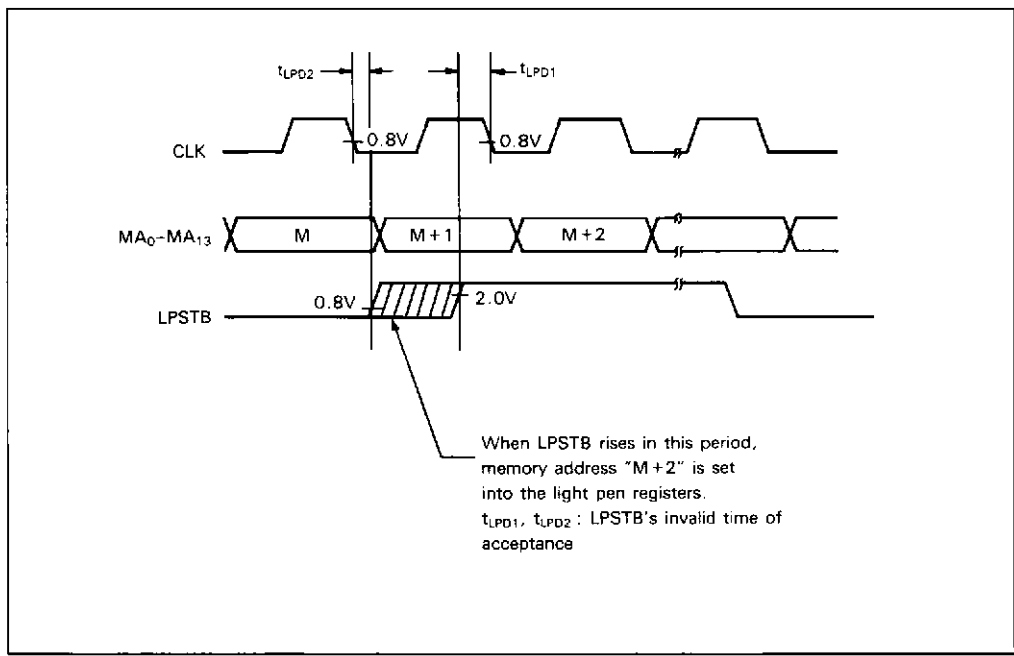 tLPD2
tLPD1
CLK
0.8V
0.8V
MA0–MA13
M
M+1
M+2
LPSTB
0.8V
2.0V
When LPSTB rises in this period,
memory address "M+2" is set
into the light pen registers.
tLPD1, tLPD2 : LPSTB's invalid time of
acceptance